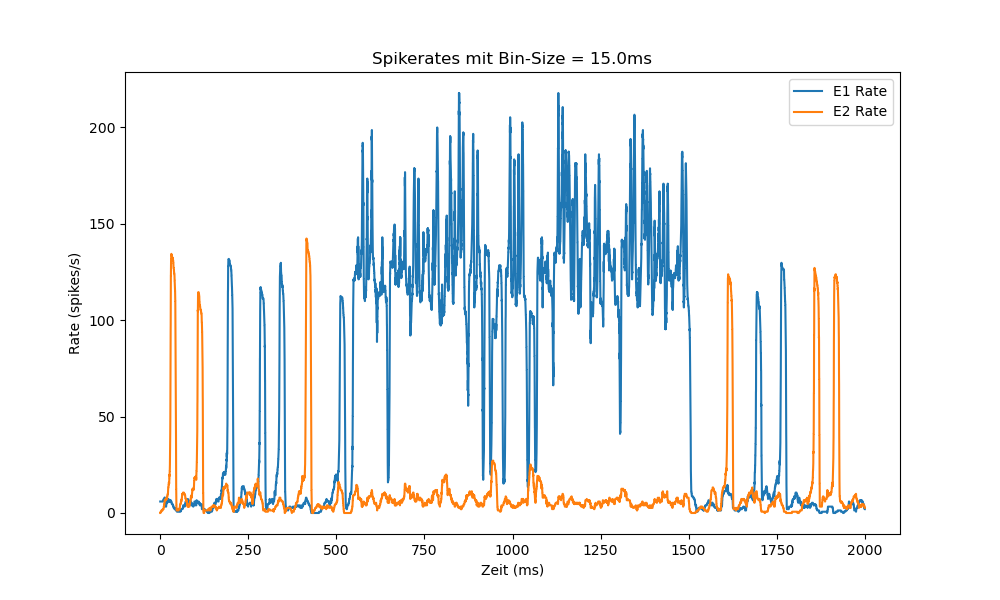 Spikerates mit Bin-Size = 15.0ms
E1 Rate
E2 Rate
Rate (spikes/s)
200
150
100
50
0
0 250 500 750 1000 1250 1500 1750 2000
Zeit (ms)